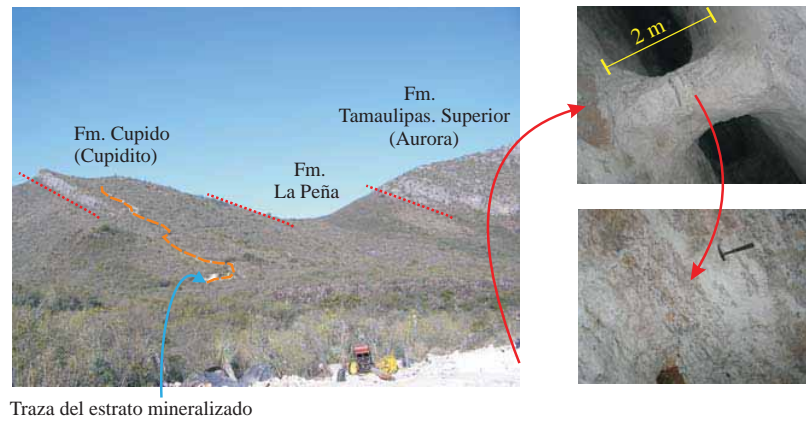 Fm. Cupido
(Cupidito)
Fm.
La Peña
Fm.
Tamaulipas. Superior
(Aurora)
2 m
Traza del estrato mineralizado